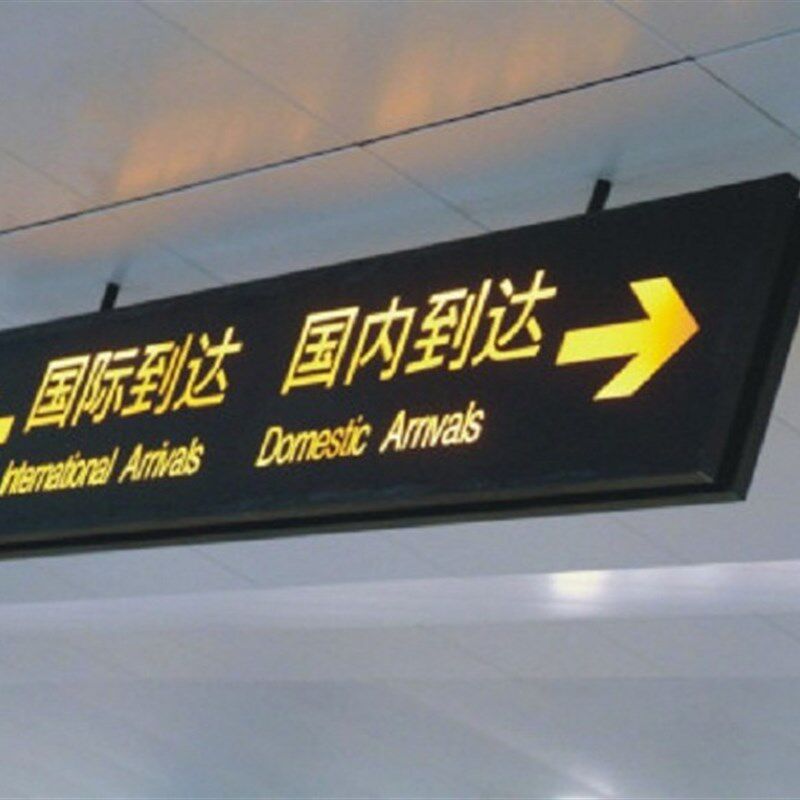 国际到达 国内到达
International Arrivals Domestic Arrivals